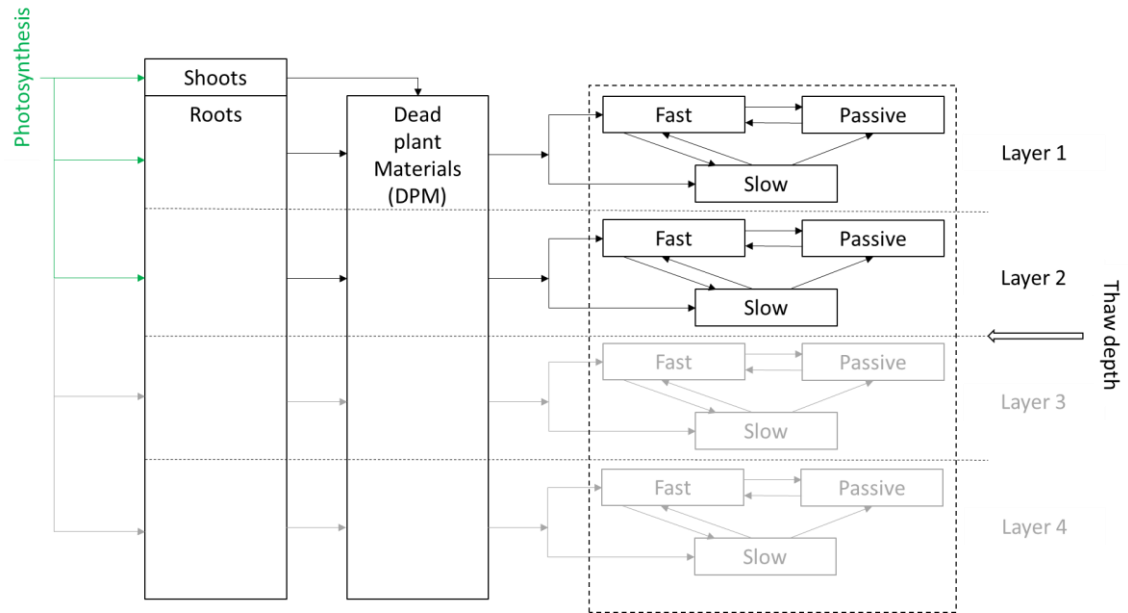 Photosynthesis
Shoots
Roots
Dead
plant
Materials
(DPM)
Fast
Passive
Slow
Layer 1
Fast
Passive
Slow
Layer 2
Thaw depth
Fast
Passive
Slow
Layer 3
Fast
Passive
Slow
Layer 4